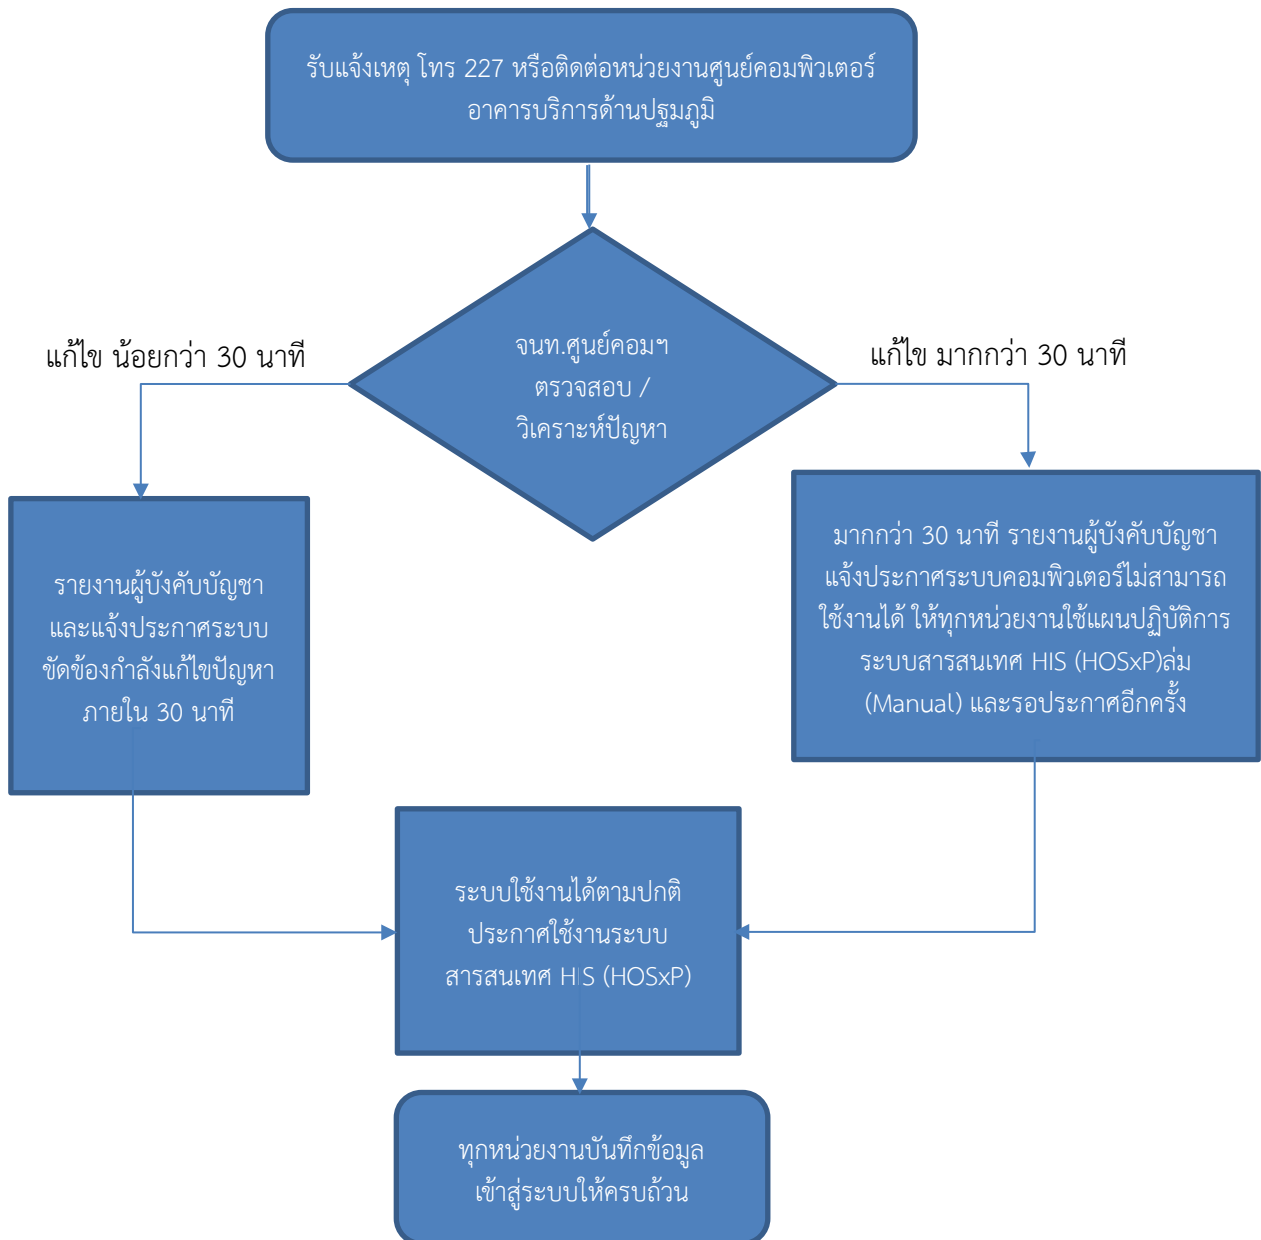 รับแจ้งเหตุ โทร 227 หรือติดต่อหน่วยงานศูนย์คอมพิวเตอร์
อาคารบริการด้านปฐมภูมิ
จนท.ศูนย์คอมฯ
ตรวจสอบ /
วิเคราะห์ปัญหา
แก้ไข น้อยกว่า 30 นาที
แก้ไข มากกว่า 30 นาที
รายงานผู้บังคับบัญชา
และแจ้งประกาศระบบ
ขัดข้องกำลังแก้ไขปัญหา
ภายใน 30 นาที
มากกว่า 30 นาที รายงานผู้บังคับบัญชา
แจ้งประกาศระบบคอมพิวเตอร์ไม่สามารถ
ใช้งานได้ ให้ทุกหน่วยงานใช้แผนปฏิบัติการ
ระบบสารสนเทศ HIS (HOSxP)ล่ม
(Manual) และรอประกาศอีกครั้ง
ระบบใช้งานได้ตามปกติ
ประกาศใช้งานระบบ
สารสนเทศ HIS (HOSxP)
ทุกหน่วยงานบันทึกข้อมูล
เข้าสู่ระบบให้ครบถ้วน